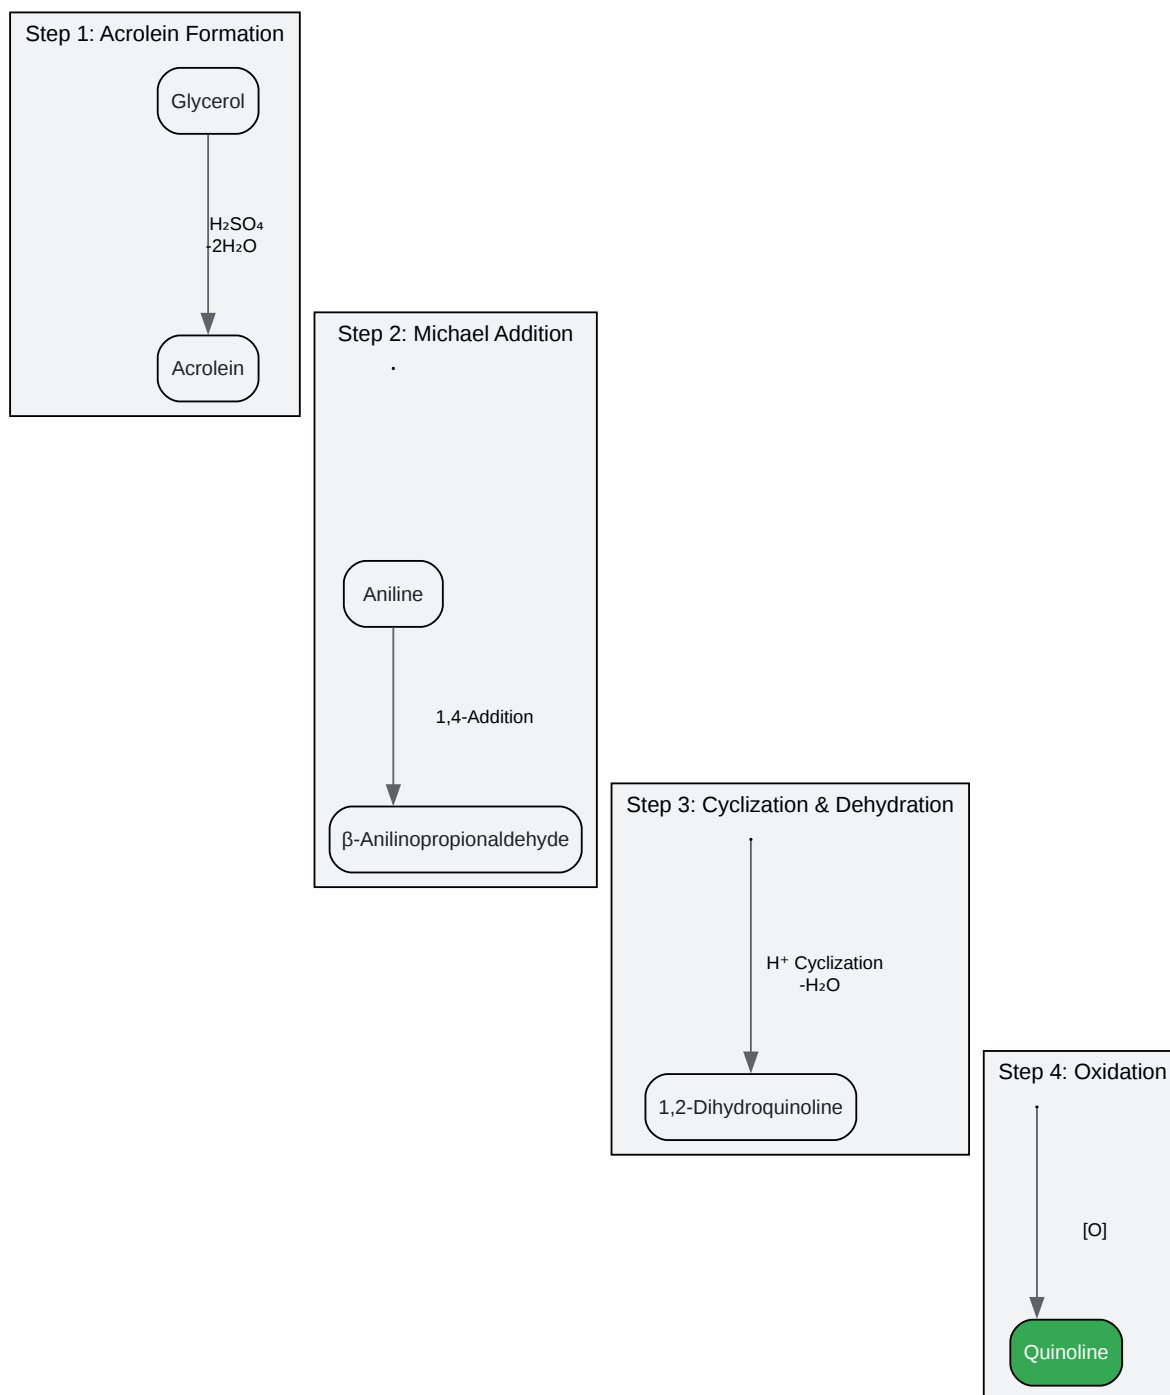 Step 1: Acrolein Formation
Glycerol
H₂SO₄
-2H₂O
Acrolein
Step 2: Michael Addition
Aniline
1,4-Addition
β-Anilinopropionaldehyde
Step 3: Cyclization & Dehydration
H⁺ Cyclization
-H₂O
1,2-Dihydroquinoline
Step 4: Oxidation
[O]
Quinoline